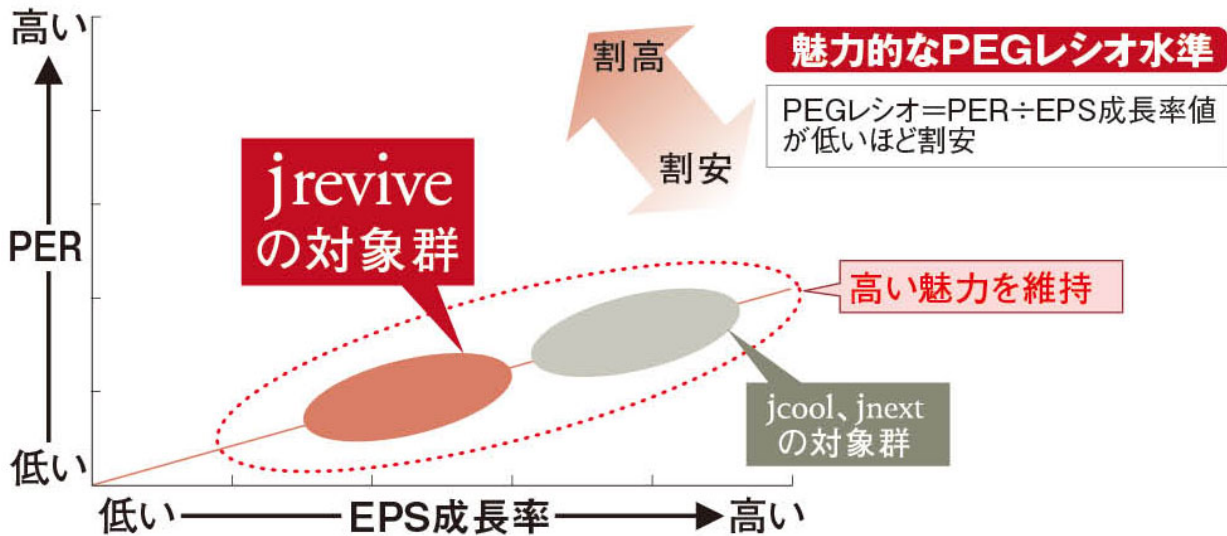 高い
PER
低い
割高
割安
魅力的なPEGレシオ水準
PEGレシオ＝PER÷EPS成長率値
が低いほど割安
jrevive
の対象群
高い魅力を維持
jcool、jnext
の対象群
低い
EPS成長率
高い